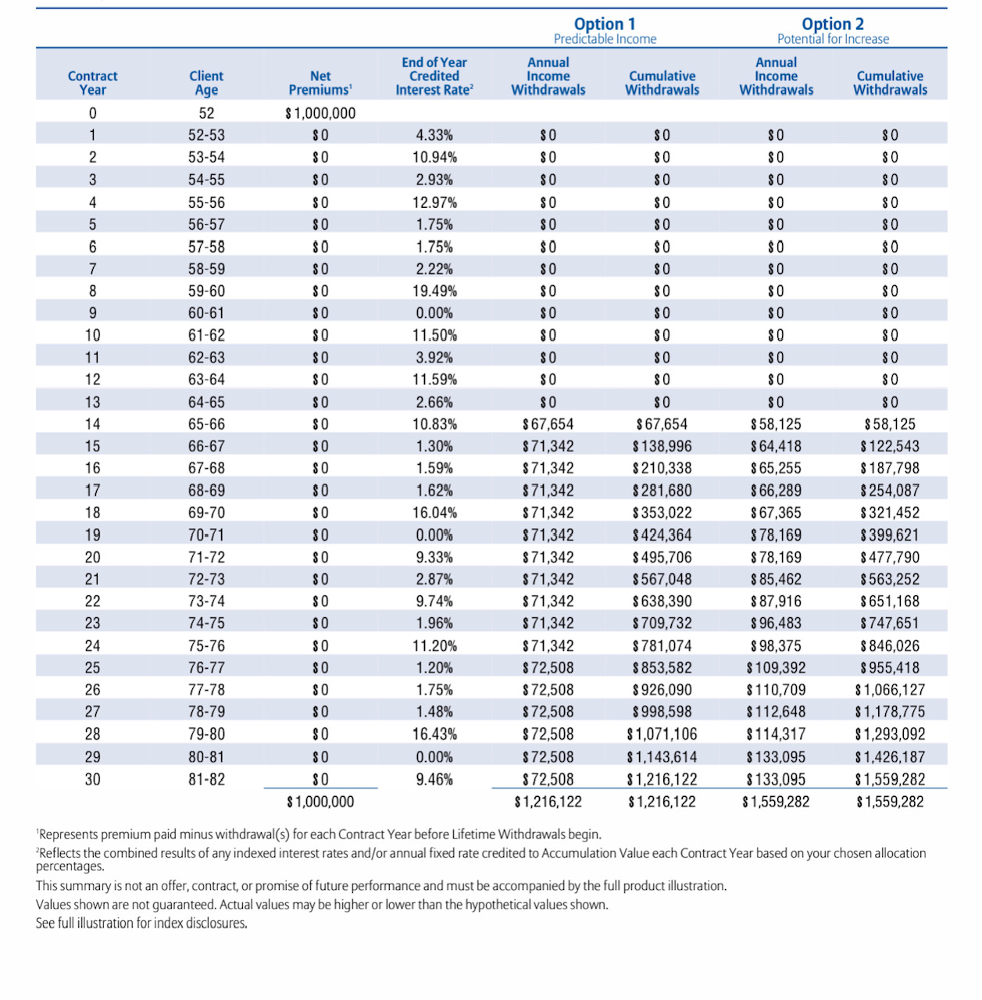 Option 1 Option 2
Predictable Income Potential for Increase
End of Year Annual Annual
Contract Client Net Credited Income Cumulative Income Cumulative
Year Age Premiums¹ Interest Rate² Withdrawals Withdrawals Withdrawals Withdrawals
0 52 $1,000,000
1 52-53 $0 4.33% $0 $0 $0 $0
2 53-54 $0 10.94% $0 $0 $0 $0
3 54-55 $0 2.93% $0 $0 $0 $0
4 55-56 $0 12.97% $0 $0 $0 $0
5 56-57 $0 1.75% $0 $0 $0 $0
6 57-58 $0 1.75% $0 $0 $0 $0
7 58-59 $0 2.22% $0 $0 $0 $0
8 59-60 $0 19.49% $0 $0 $0 $0
9 60-61 $0 0.00% $0 $0 $0 $0
10 61-62 $0 11.50% $0 $0 $0 $0
11 62-63 $0 3.92% $0 $0 $0 $0
12 63-64 $0 11.59% $0 $0 $0 $0
13 64-65 $0 2.66% $0 $0 $0 $0
14 65-66 $0 10.83% $67,654 $67,654 $58,125 $58,125
15 66-67 $0 1.30% $71,342 $138,996 $64,418 $122,543
16 67-68 $0 1.59% $71,342 $210,338 $65,255 $187,798
17 68-69 $0 1.62% $71,342 $281,680 $66,289 $254,087
18 69-70 $0 16.04% $71,342 $353,022 $67,365 $321,452
19 70-71 $0 0.00% $71,342 $424,364 $78,169 $399,621
20 71-72 $0 9.33% $71,342 $495,706 $78,169 $477,790
21 72-73 $0 2.87% $71,342 $567,048 $85,462 $563,252
22 73-74 $0 9.74% $71,342 $638,390 $87,916 $651,168
23 74-75 $0 1.96% $71,342 $709,732 $96,483 $747,651
24 75-76 $0 11.20% $71,342 $781,074 $98,375 $846,026
25 76-77 $0 1.20% $72,508 $853,582 $109,392 $955,418
26 77-78 $0 1.75% $72,508 $926,090 $110,709 $1,066,127
27 78-79 $0 1.48% $72,508 $998,598 $112,648 $1,178,775
28 79-80 $0 16.43% $72,508 $1,071,106 $114,317 $1,293,092
29 80-81 $0 0.00% $72,508 $1,143,614 $133,095 $1,426,187
30 81-82 $0 9.46% $72,508 $1,216,122 $133,095 $1,559,282
$1,000,000 $1,216,122 $1,216,122 $1,559,282 $1,559,282
¹Represents premium paid minus withdrawal(s) for each Contract Year before Lifetime Withdrawals begin.
²Reflects the combined results of any indexed interest rates and/or annual fixed rate credited to Accumulation Value each Contract Year based on your chosen allocation
percentages.
This summary is not an offer, contract, or promise of future performance and must be accompanied by the full product illustration.
Values shown are not guaranteed. Actual values may be higher or lower than the hypothetical values shown.
See full illustration for index disclosures.